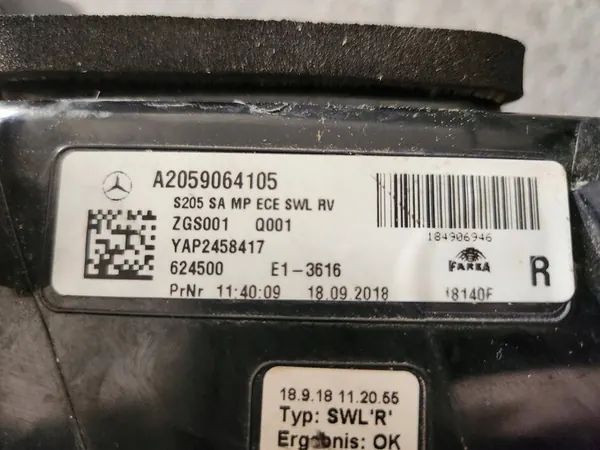 A2059064105
S205 SA MP ECE SWL RV
ZGS001 Q001
YAP2458417
624500 E1-3616
PrNr 11:40:09 18.09.2018
184906946
FARBA
R
18140F
18.9.18 11.20.55
Typ: SWL'R'
Ergebnis: OK